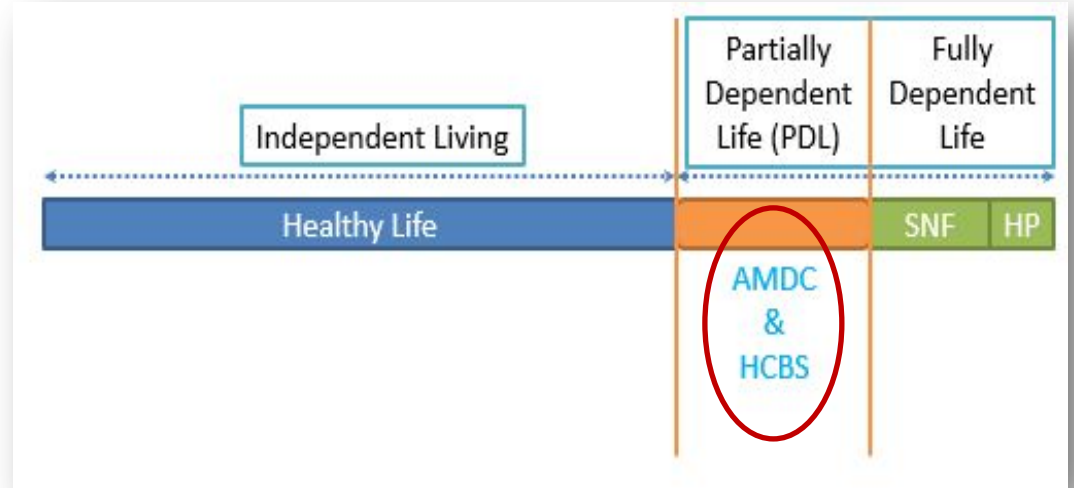 Partially
Dependent
Life (PDL)
Fully
Dependent
Life
Independent Living
Healthy Life
SNF
HP
AMDC
&
HCBS